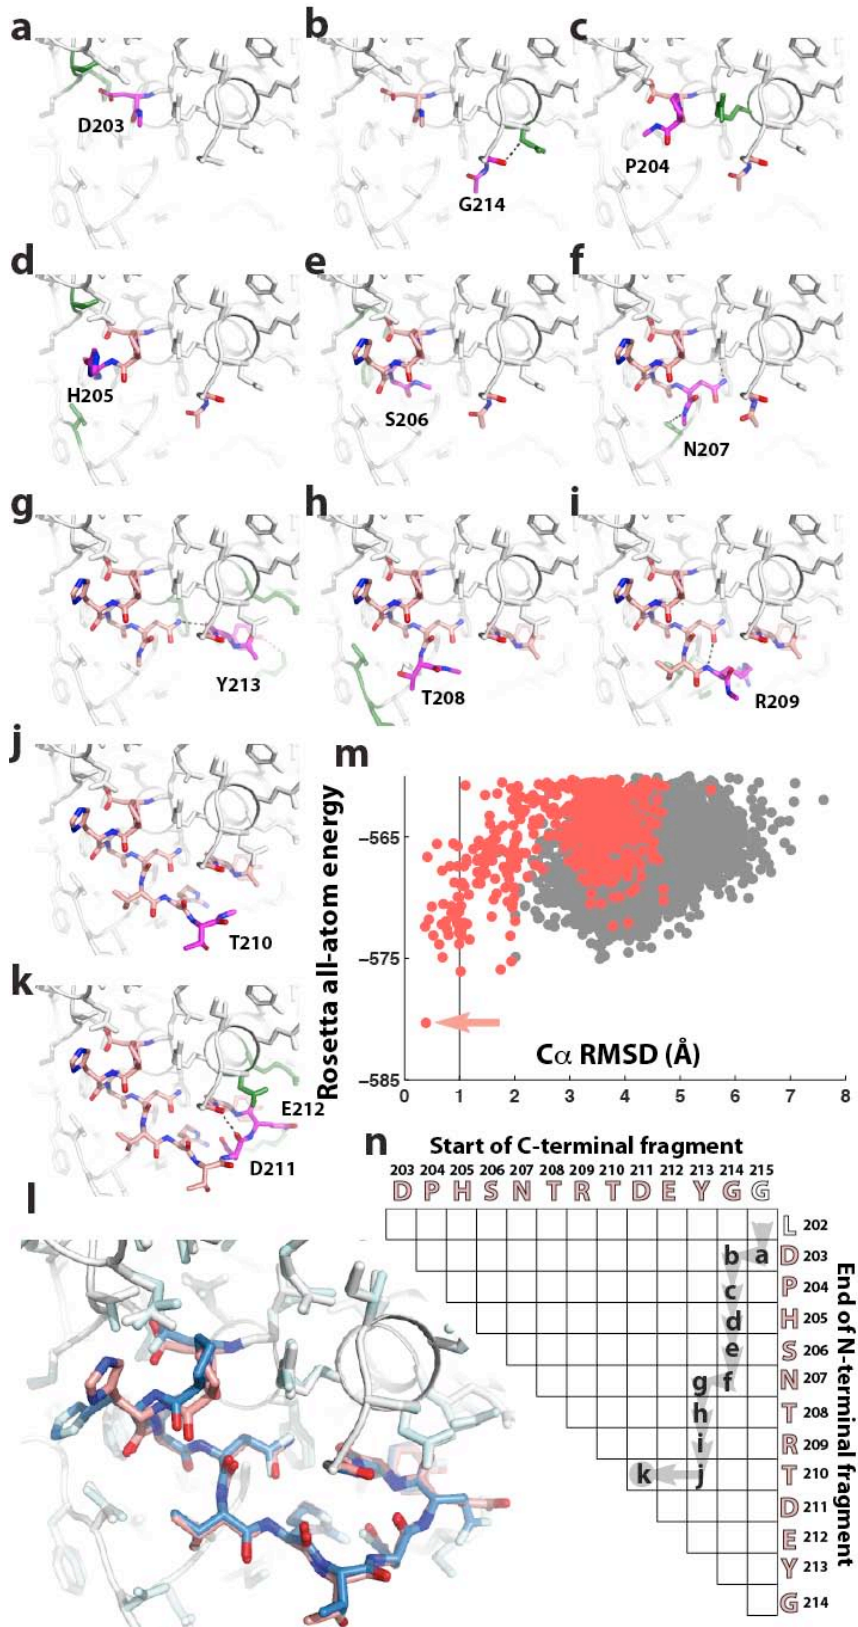 a
b
c
D203
G214
P204
d
e
f
H205
S206
N207
g
h
i
Y213
T208
R209
j
m
T210
Rosetta all-atom energy
−565
−575
−585
Cα RMSD (Å)
0 1 2 3 4 5 6 7 8
k
E212
D211
n
Start of C-terminal fragment
203 204 205 206 207 208 209 210 211 212 213 214 215
D P H S N T R T D E Y G G
l
L 202
b a D 203
c P 204
d H 205
e S 206
g f N 207
h T 208
i R 209
k j T 210
D 211
E 212
Y 213
G 214
End of N-terminal fragment